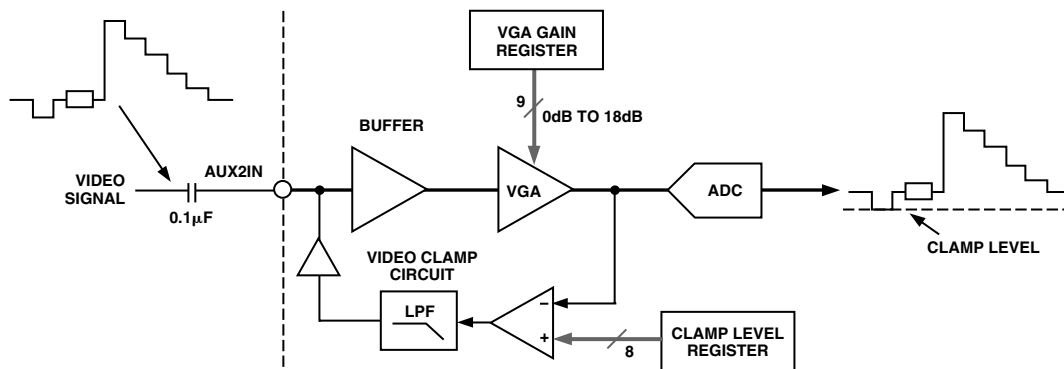 VGA GAIN
REGISTER
9
0dB TO 18dB
BUFFER
AUX2IN
VIDEO
SIGNAL
0.1μF
VGA
ADC
CLAMP LEVEL
VIDEO CLAMP
CIRCUIT
LPF
–
+
8
CLAMP LEVEL
REGISTER